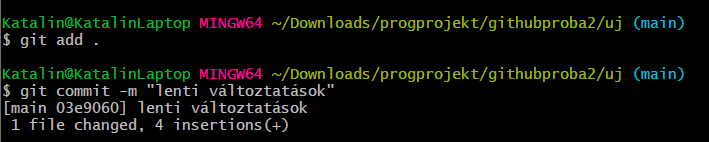 Katalin@KatalinLaptop MINGW64 ~/Downloads/progprojekt/githubproba2/uj (main)
$ git add .
Katalin@KatalinLaptop MINGW64 ~/Downloads/progprojekt/githubproba2/uj (main)
$ git commit -m "lenti változtatások"
[main 03e9060] lenti változtatások
 1 file changed, 4 insertions(+)